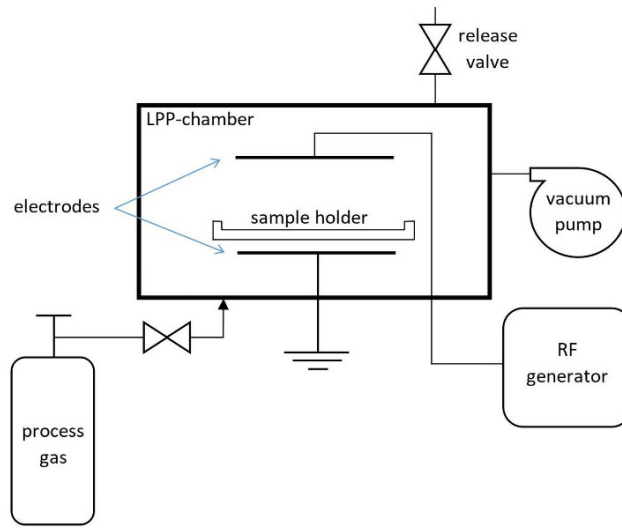 release
valve
LPP-chamber
electrodes
sample holder
vacuum
pump
RF
generator
process
gas